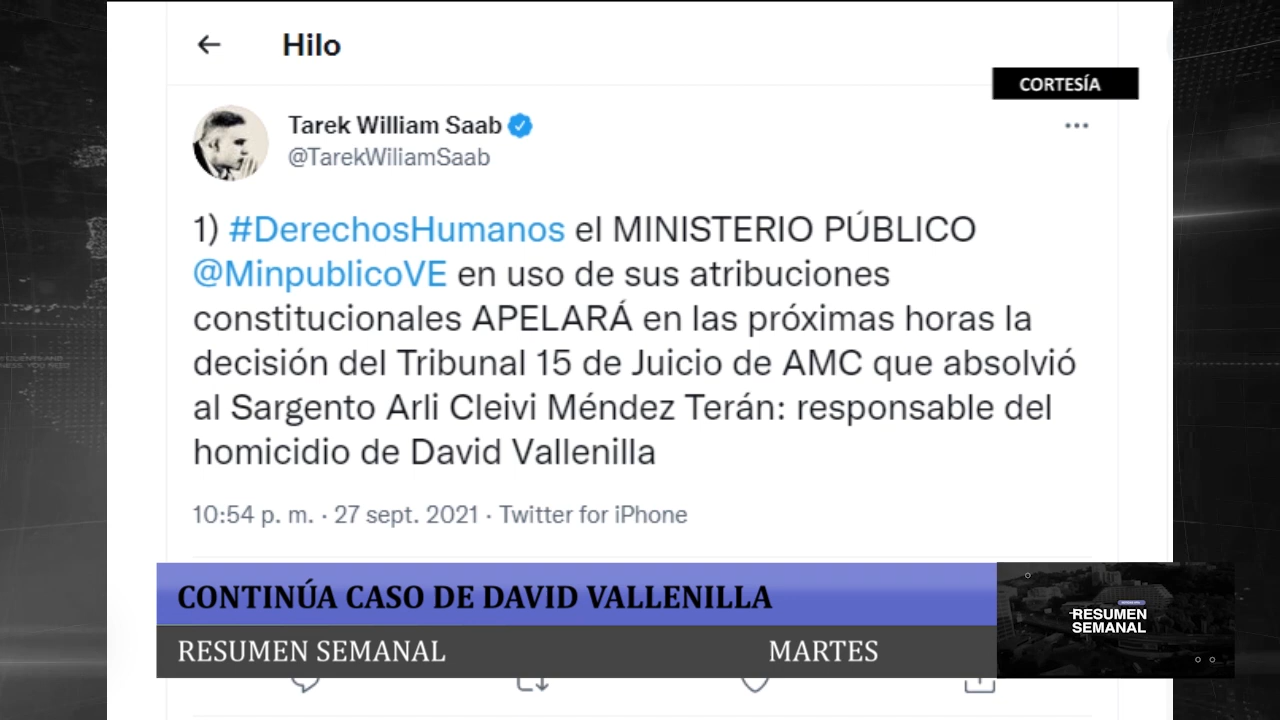 Hilo
CORTESÍA
Tarek William Saab
@TarekWiliamSaab
1) #DerechosHumanos el MINISTERIO PÚBLICO
@MinpublicoVE en uso de sus atribuciones
constitucionales APELARÁ en las próximas horas la
decisión del Tribunal 15 de Juicio de AMC que absolvió
al Sargento Arli Cleivi Méndez Terán: responsable del
homicidio de David Vallenilla
10:54 p. m. · 27 sept. 2021 · Twitter for iPhone
CONTINÚA CASO DE DAVID VALLENILLA
RESUMEN SEMANAL
MARTES
RESUMEN
SEMANAL